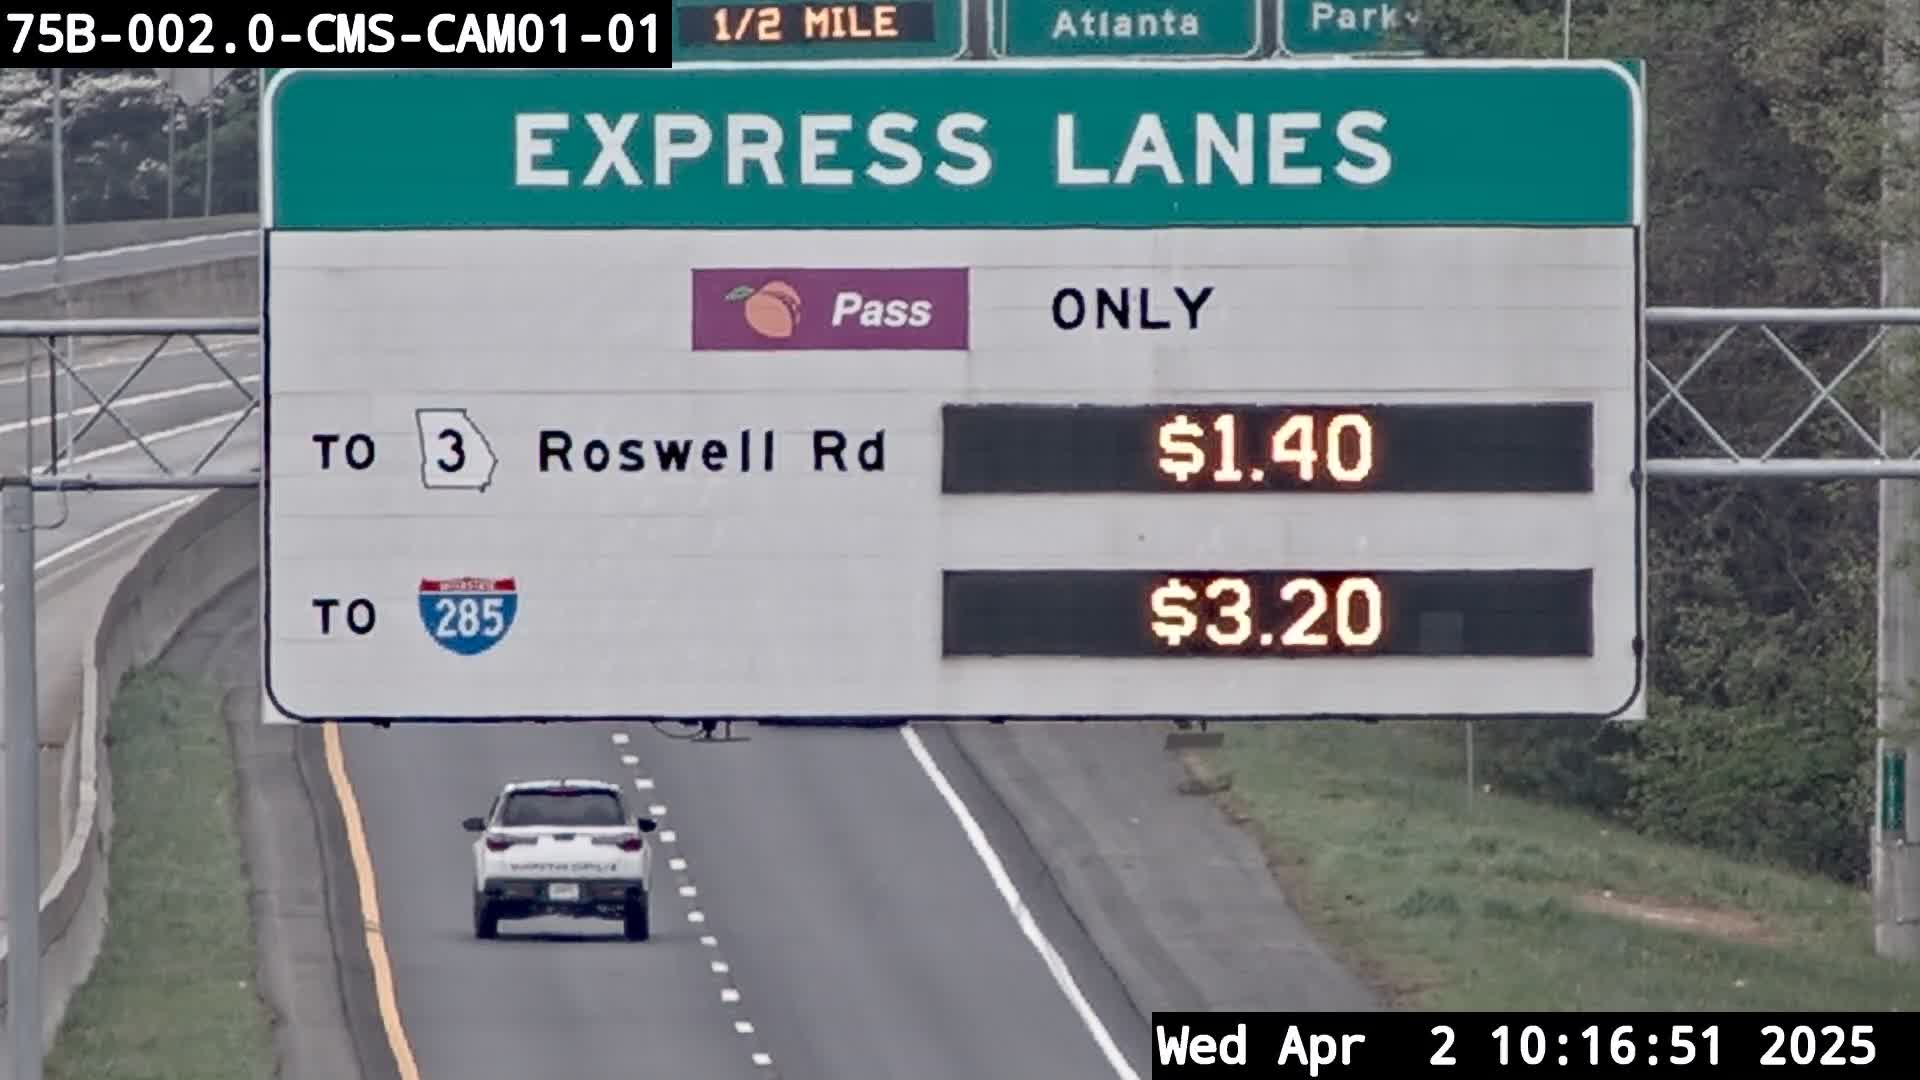 75B-002.0-CMS-CAM01-01
1/2 MILE
Atlanta
EXPRESS LANES
Pass ONLY
TO 3 Roswell Rd $1.40
TO INTERSTATE 285 $3.20
Wed Apr 2 10:16:51 2025